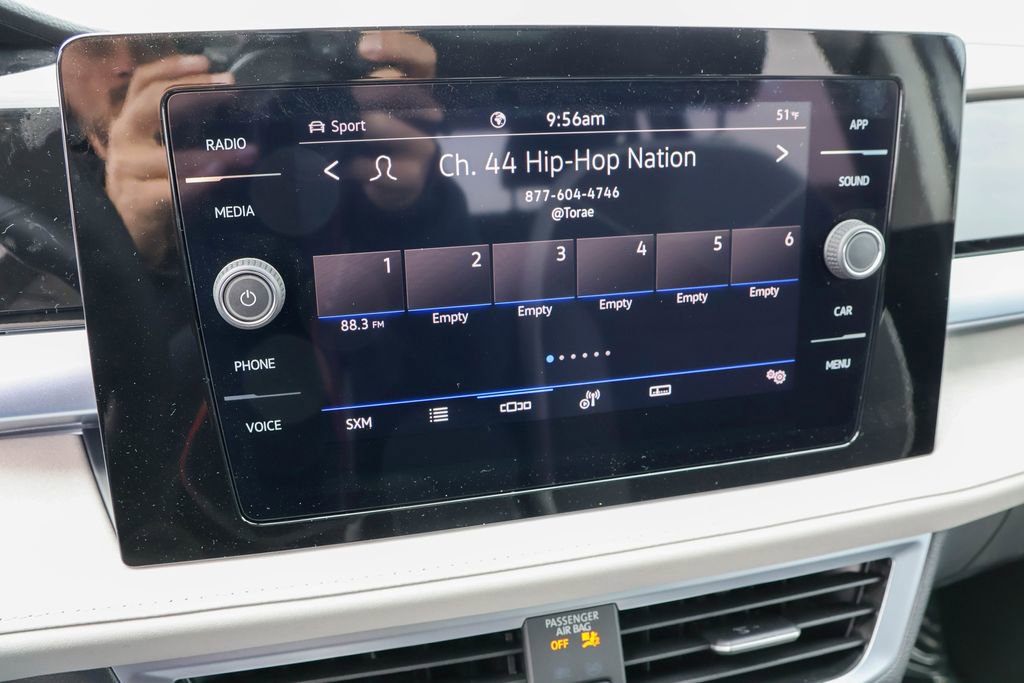 RADIO
MEDIA
PHONE
VOICE
Sport
9:56am
51°F
< Ch. 44 Hip-Hop Nation >
877-604-4746
@Torae
1 2 3 4 5 6
88.3 FM Empty Empty Empty Empty Empty
SXM
APP
SOUND
CAR
MENU
PASSENGER
AIR BAG
OFF